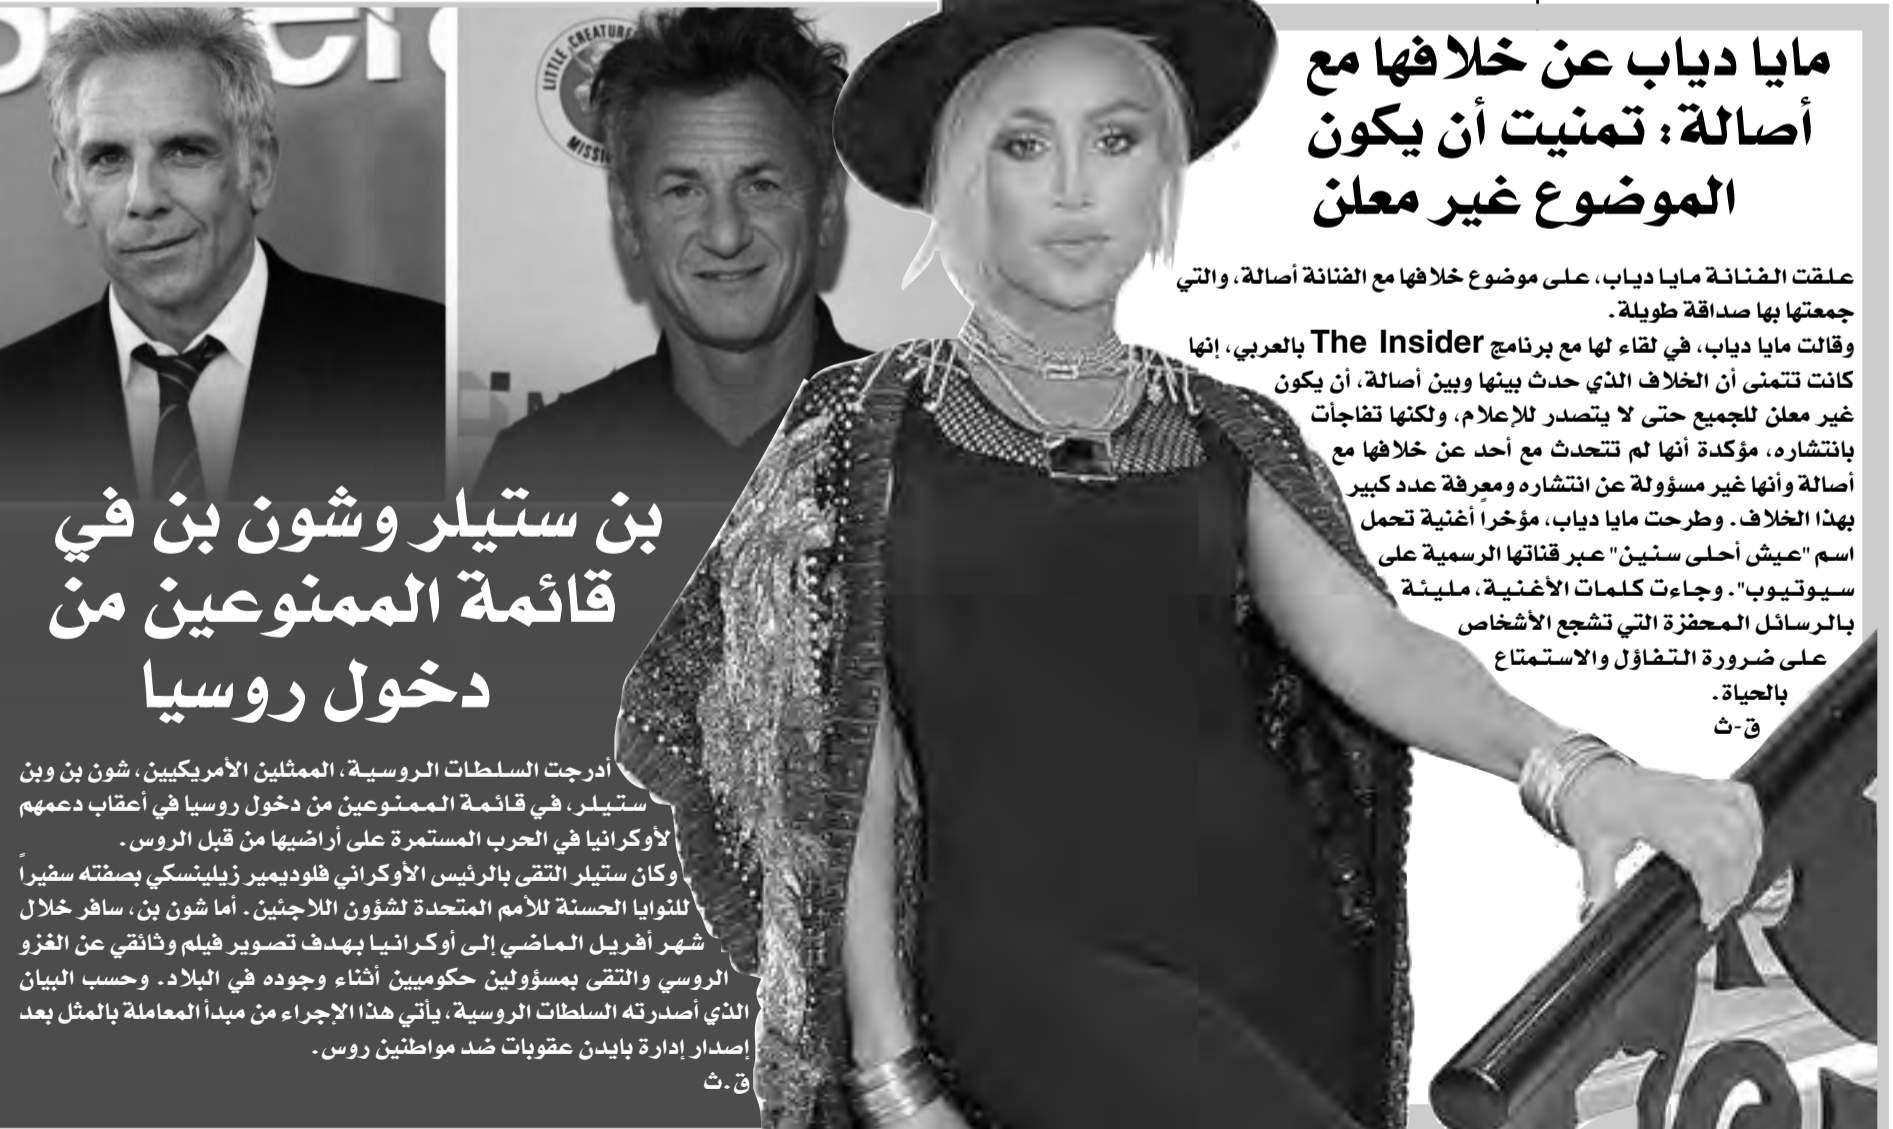 مايا دياب عن خلافها مع
أصالة: تمنيت أن يكون
الموضوع غير معلن
علقت الفنانة مايا دياب، على موضوع خلافها مع الفنانة أصالة، والتي
جمعتها بها صداقة طويلة.
وقالت مايا دياب، في لقاء لها مع برنامج The Insider بالعربي، إنها
كانت تتمنى أن الخلاف الذي حدث بينها وبين أصالة، أن يكون
غير معلن للجميع حتى لا يتصدر للإعلام، ولكنها تفاجأت
بانتشاره، مؤكدة أنها لم تتحدث مع أحد عن خلافها مع
أصالة وأنها غير مسؤولة عن انتشاره ومعرفة عدد كبير
بهذا الخلاف. وطرحت مايا دياب، مؤخراً أغنية تحمل
اسم "عيش أحلى سنين" عبر قناتها الرسمية على
سيوتيوب". وجاءت كلمات الأغنية، مليئة
بالرسائل المحفزة التي تشجع الأشخاص
على ضرورة التفاؤل والاستمتاع
بالحياة.
ق-ث
LITTLE CREATURE
MISSI
بن ستيلر وشون بن في
قائمة الممنوعين من
دخول روسيا
أدرجت السلطات الروسية، الممثلين الأمريكيين، شون بن وبن
ستيلر، في قائمة الممنوعين من دخول روسيا في أعقاب دعمهم
لأوكرانيا في الحرب المستمرة على أراضيها من قبل الروس.
وكان ستيلر التقى بالرئيس الأوكراني فلوديمير زيلينسكي بصفته سفيراً
للنوايا الحسنة للأمم المتحدة لشؤون اللاجئين. أما شون بن، سافر خلال
شهر أفريل الماضي إلى أوكرانيا بهدف تصوير فيلم وثائقي عن الغزو
الروسي والتقى بمسؤولين حكوميين أثناء وجوده في البلاد. وحسب البيان
الذي أصدرته السلطات الروسية، يأتي هذا الإجراء من مبدأ المعاملة بالمثل بعد
إصدار إدارة بايدن عقوبات ضد مواطنين روس.
ق.ث